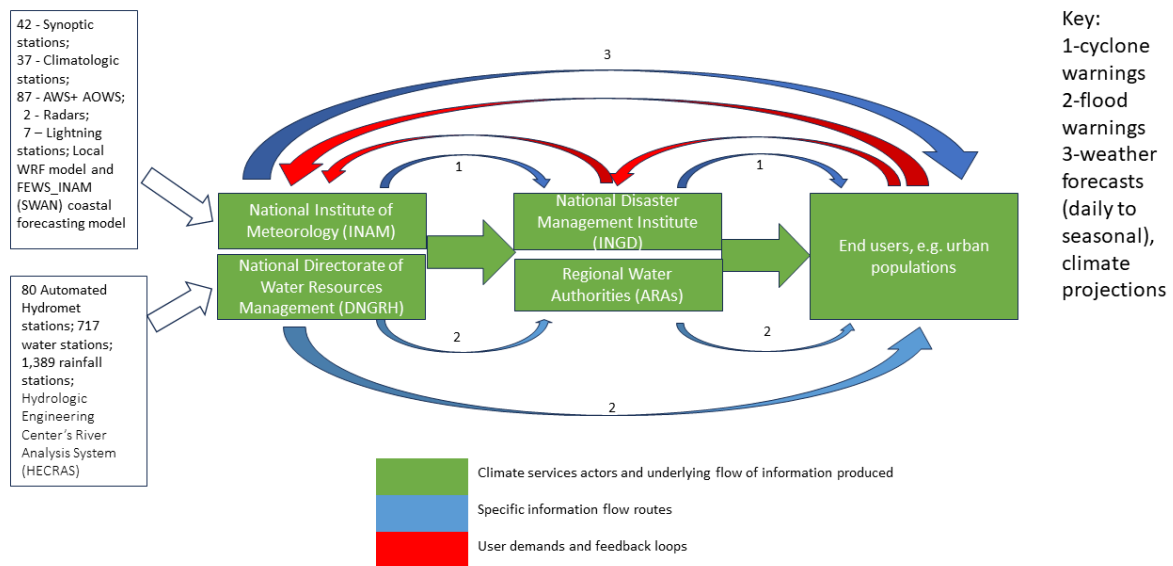 42 - Synoptic
stations;
37 - Climatologic
stations;
87 - AWS+ AOWS;
2 - Radars;
7 – Lightning
stations; Local
WRF model and
FEWS_INAM
(SWAN) coastal
forecasting model
80 Automated
Hydromet
stations; 717
water stations;
1,389 rainfall
stations;
Hydrologic
Engineering
Center's River
Analysis System
(HECRAS)
3
1
1
National Institute of
Meteorology (INAM)
National Directorate of
Water Resources
Management (DNGRH)
National Disaster
Management Institute
(INGD)
Regional Water
Authorities (ARAs)
End users, e.g. urban
populations
2
2
2
Key:
1-cyclone
warnings
2-flood
warnings
3-weather
forecasts
(daily to
seasonal),
climate
projections
Climate services actors and underlying flow of information produced
Specific information flow routes
User demands and feedback loops